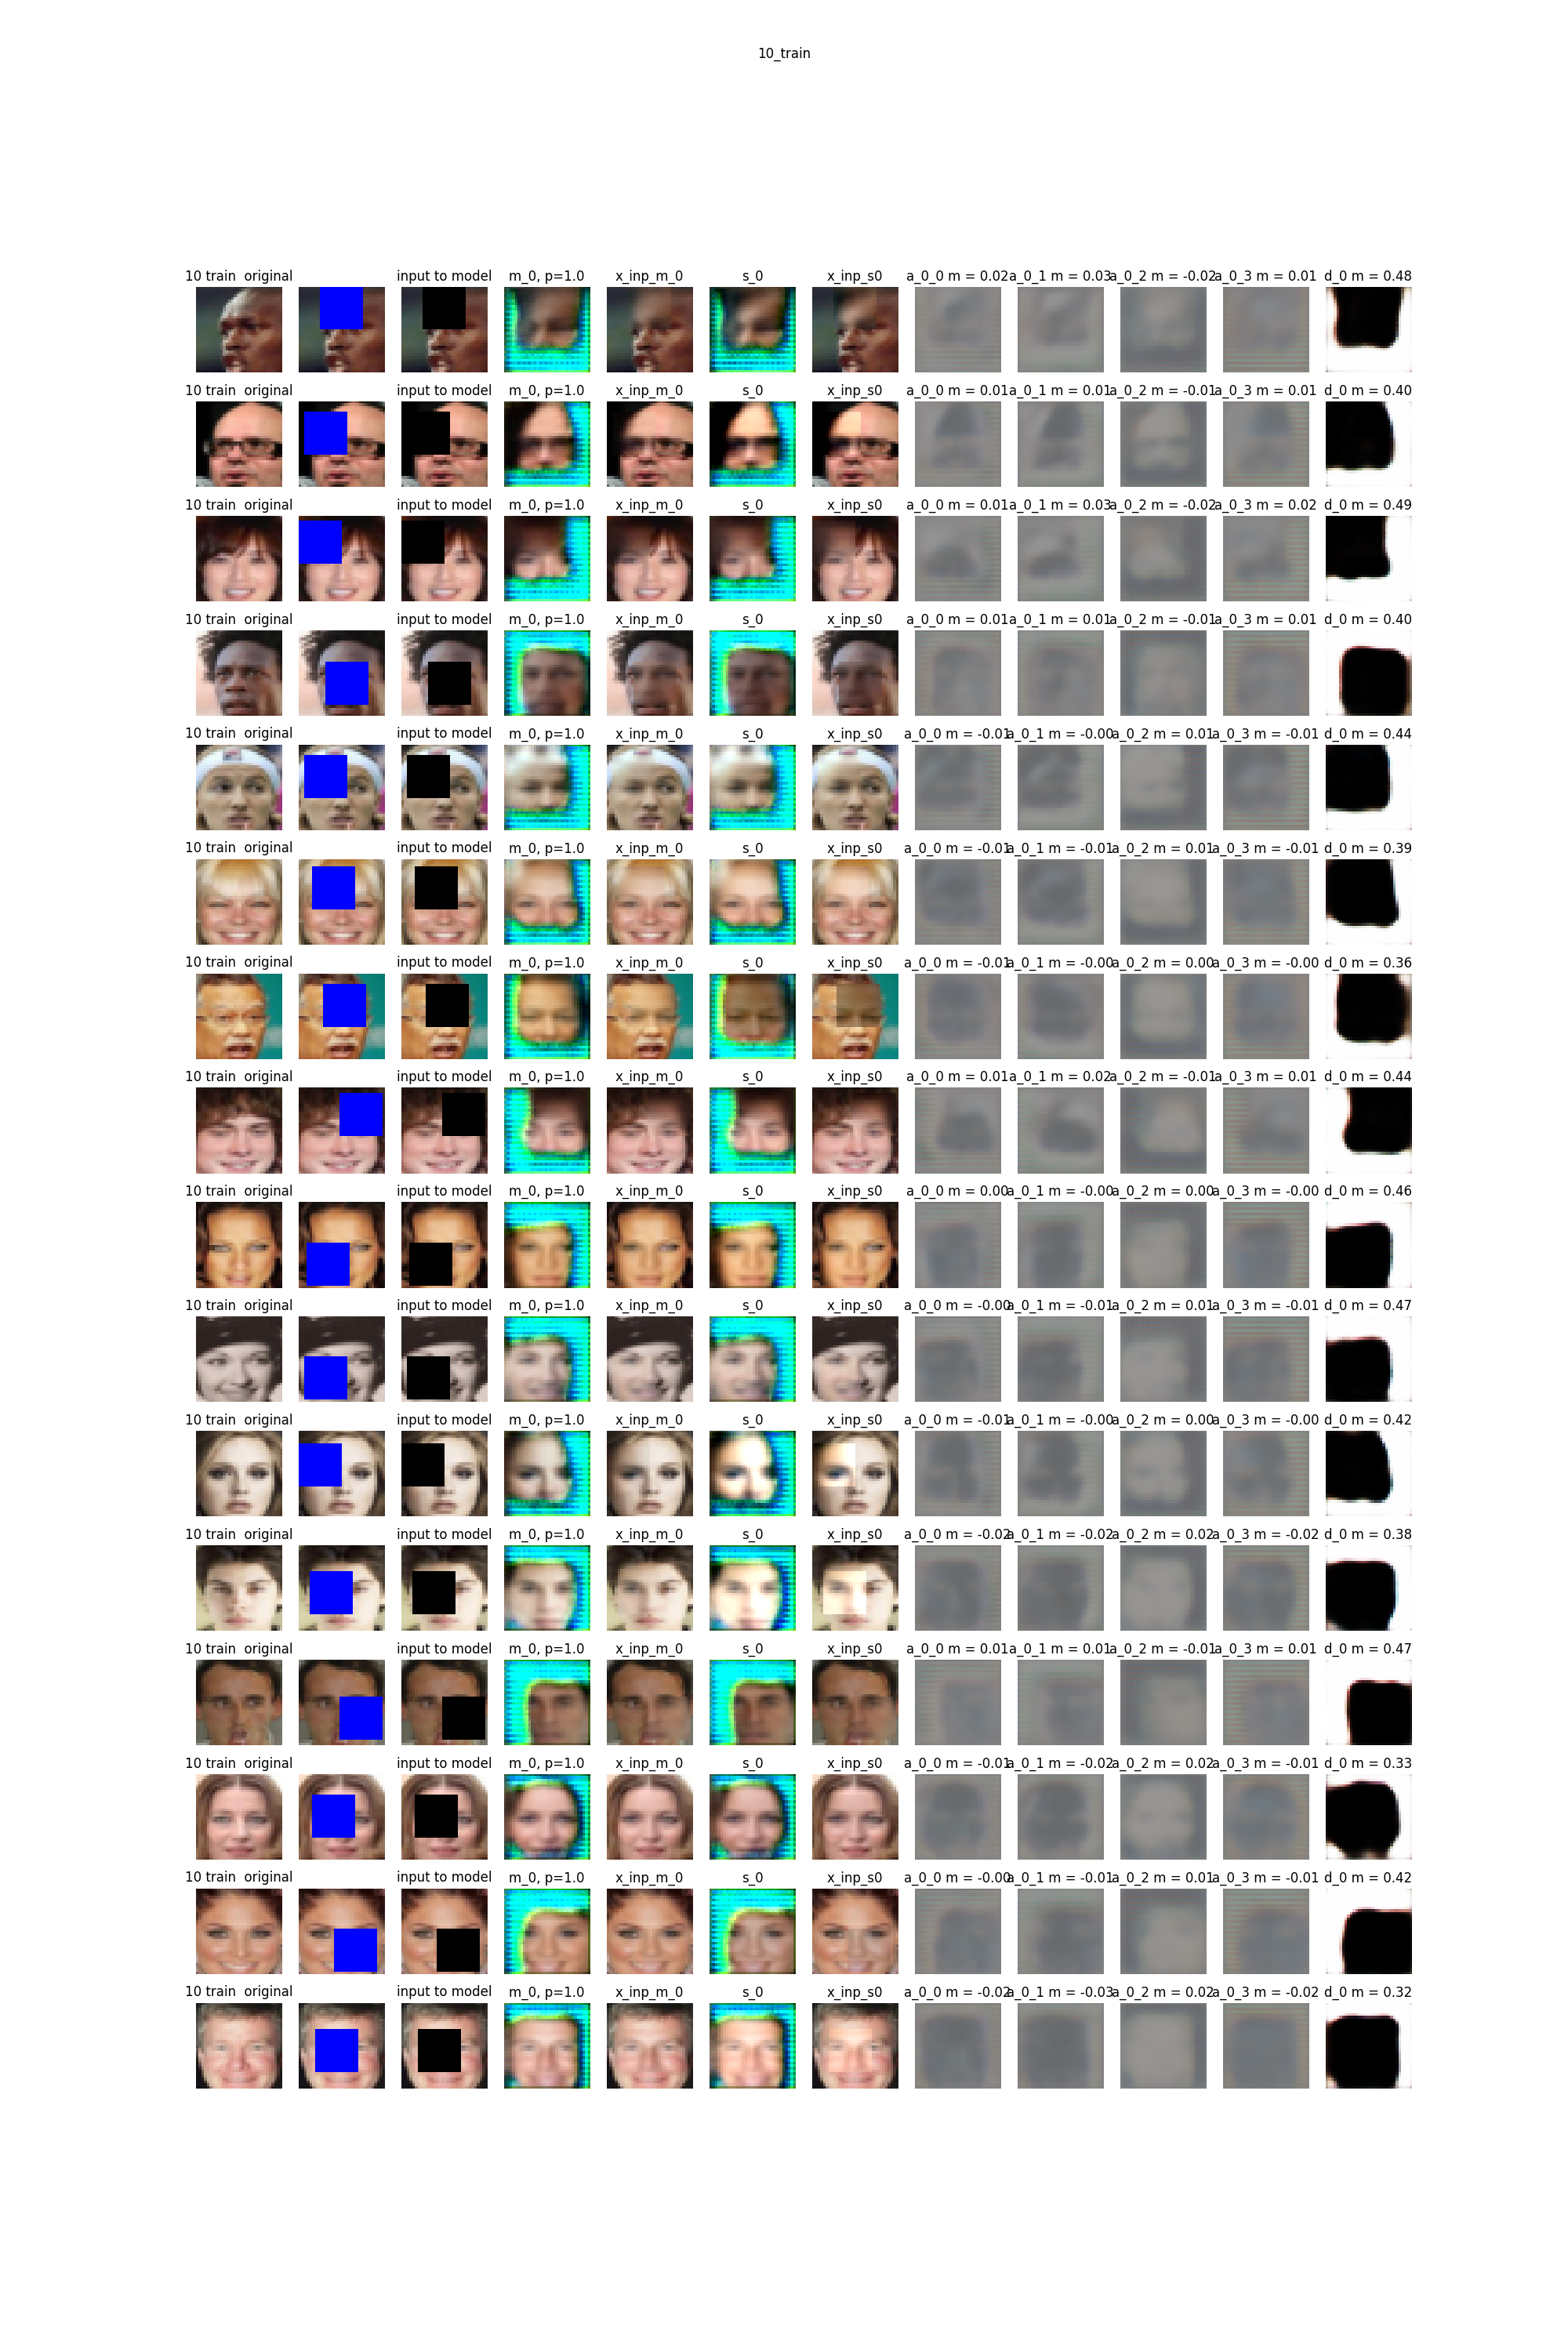 10_train
10 train original input to model m_0, p=1.0 x_inp_m_0 s_0 x_inp_s0 a_0_0 m = 0.02 a_0_1 m = 0.03 a_0_2 m = -0.02 a_0_3 m = 0.01 d_0 m = 0.48
10 train original input to model m_0, p=1.0 x_inp_m_0 s_0 x_inp_s0 a_0_0 m = 0.01 a_0_1 m = 0.01 a_0_2 m = -0.01 a_0_3 m = 0.01 d_0 m = 0.40
10 train original input to model m_0, p=1.0 x_inp_m_0 s_0 x_inp_s0 a_0_0 m = 0.01 a_0_1 m = 0.03 a_0_2 m = -0.02 a_0_3 m = 0.02 d_0 m = 0.49
10 train original input to model m_0, p=1.0 x_inp_m_0 s_0 x_inp_s0 a_0_0 m = 0.01 a_0_1 m = 0.01 a_0_2 m = -0.01 a_0_3 m = 0.01 d_0 m = 0.40
10 train original input to model m_0, p=1.0 x_inp_m_0 s_0 x_inp_s0 a_0_0 m = -0.01 a_0_1 m = -0.00 a_0_2 m = 0.01 a_0_3 m = -0.01 d_0 m = 0.44
10 train original input to model m_0, p=1.0 x_inp_m_0 s_0 x_inp_s0 a_0_0 m = -0.01 a_0_1 m = -0.01 a_0_2 m = 0.01 a_0_3 m = -0.01 d_0 m = 0.39
10 train original input to model m_0, p=1.0 x_inp_m_0 s_0 x_inp_s0 a_0_0 m = -0.01 a_0_1 m = -0.00 a_0_2 m = 0.00 a_0_3 m = -0.00 d_0 m = 0.36
10 train original input to model m_0, p=1.0 x_inp_m_0 s_0 x_inp_s0 a_0_0 m = 0.01 a_0_1 m = 0.02 a_0_2 m = -0.01 a_0_3 m = 0.01 d_0 m = 0.44
10 train original input to model m_0, p=1.0 x_inp_m_0 s_0 x_inp_s0 a_0_0 m = 0.00 a_0_1 m = -0.00 a_0_2 m = 0.00 a_0_3 m = -0.00 d_0 m = 0.46
10 train original input to model m_0, p=1.0 x_inp_m_0 s_0 x_inp_s0 a_0_0 m = -0.00 a_0_1 m = -0.01 a_0_2 m = 0.01 a_0_3 m = -0.01 d_0 m = 0.47
10 train original input to model m_0, p=1.0 x_inp_m_0 s_0 x_inp_s0 a_0_0 m = -0.01 a_0_1 m = -0.00 a_0_2 m = 0.00 a_0_3 m = -0.00 d_0 m = 0.42
10 train original input to model m_0, p=1.0 x_inp_m_0 s_0 x_inp_s0 a_0_0 m = -0.02 a_0_1 m = -0.02 a_0_2 m = 0.02 a_0_3 m = -0.02 d_0 m = 0.38
10 train original input to model m_0, p=1.0 x_inp_m_0 s_0 x_inp_s0 a_0_0 m = 0.01 a_0_1 m = 0.01 a_0_2 m = -0.01 a_0_3 m = 0.01 d_0 m = 0.47
10 train original input to model m_0, p=1.0 x_inp_m_0 s_0 x_inp_s0 a_0_0 m = -0.01 a_0_1 m = -0.02 a_0_2 m = 0.02 a_0_3 m = -0.01 d_0 m = 0.33
10 train original input to model m_0, p=1.0 x_inp_m_0 s_0 x_inp_s0 a_0_0 m = -0.00 a_0_1 m = -0.01 a_0_2 m = 0.01 a_0_3 m = -0.01 d_0 m = 0.42
10 train original input to model m_0, p=1.0 x_inp_m_0 s_0 x_inp_s0 a_0_0 m = -0.02 a_0_1 m = -0.03 a_0_2 m = 0.02 a_0_3 m = -0.02 d_0 m = 0.32